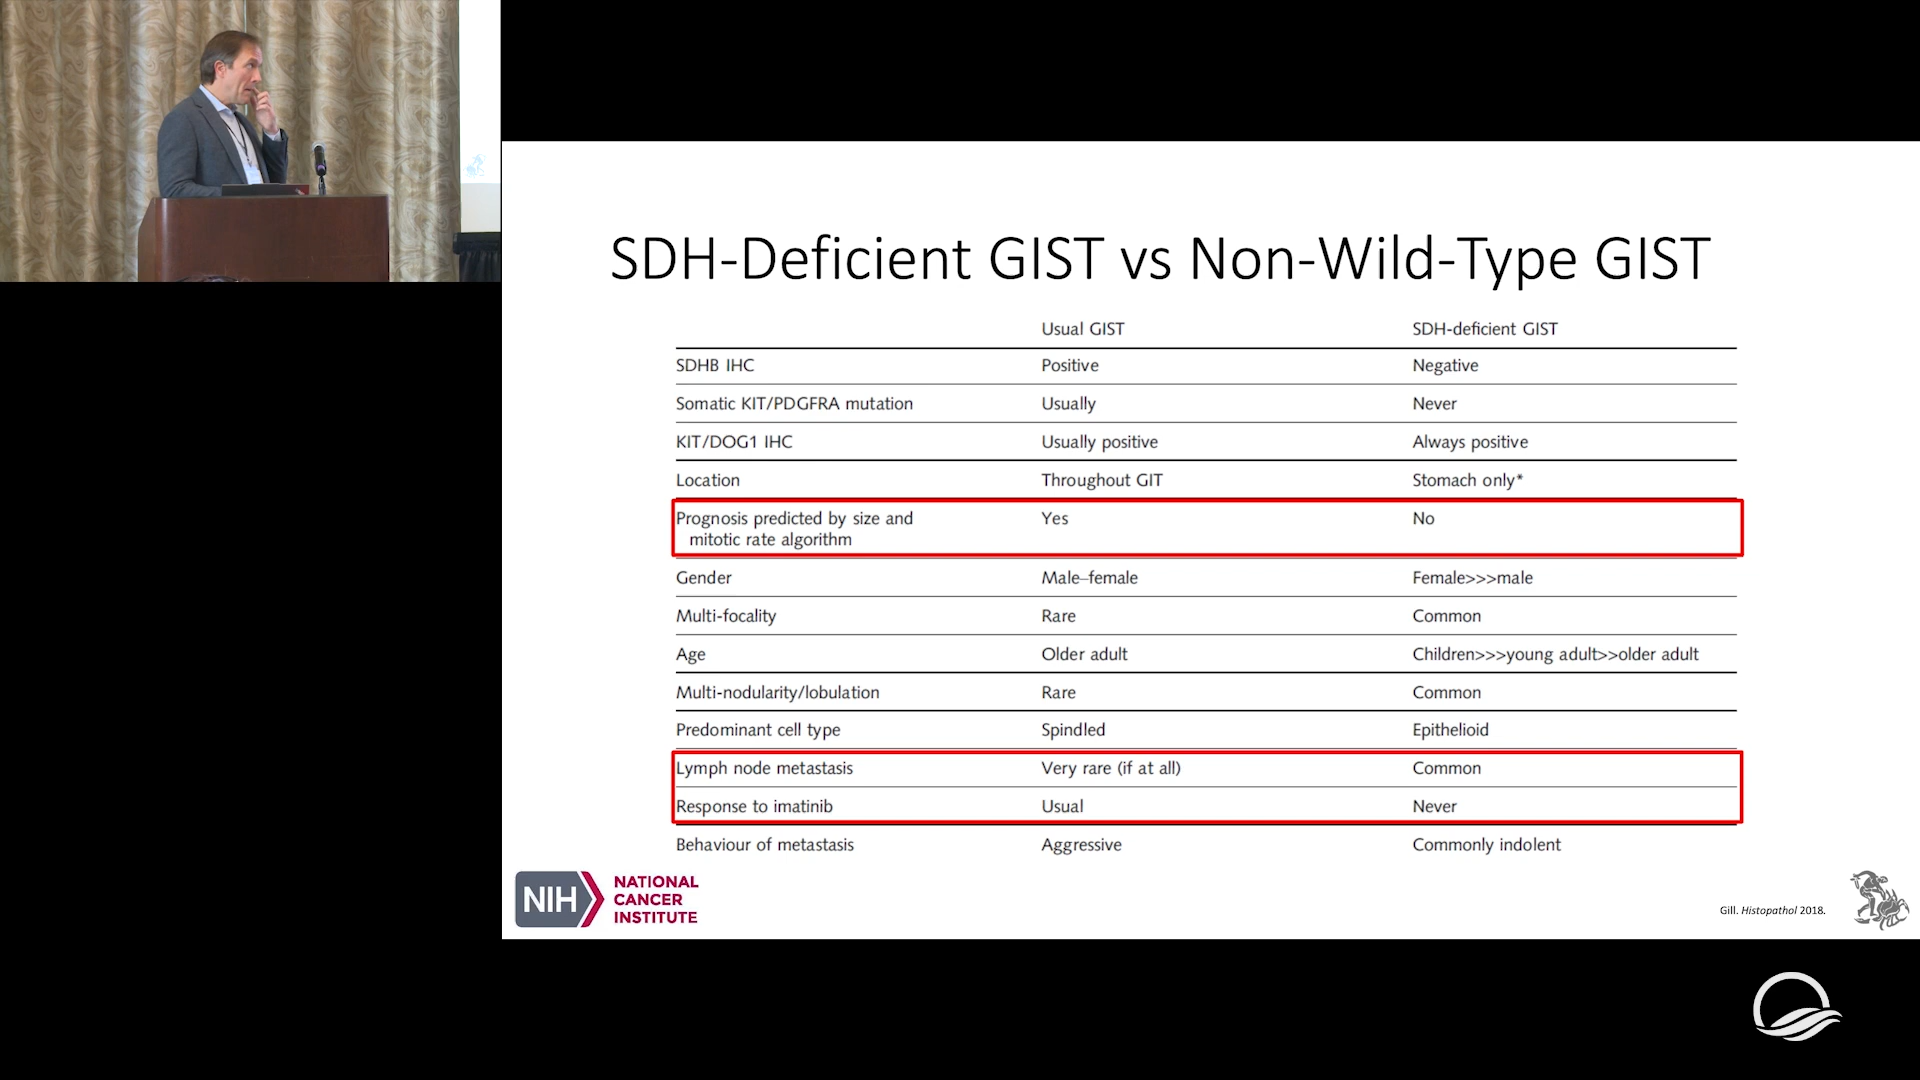 SDH-Deficient GIST vs Non-Wild-Type GIST
Usual GIST SDH-deficient GIST
SDHB IHC Positive Negative
Somatic KIT/PDGFRA mutation Usually Never
KIT/DOG1 IHC Usually positive Always positive
Location Throughout GIT Stomach only*
Prognosis predicted by size and Yes No
mitotic rate algorithm
Gender Male–female Female>>>male
Multi-focality Rare Common
Age Older adult Children>>>young adult>>older adult
Multi-nodularity/lobulation Rare Common
Predominant cell type Spindled Epithelioid
Lymph node metastasis Very rare (if at all) Common
Response to imatinib Usual Never
Behaviour of metastasis Aggressive Commonly indolent
NIH NATIONAL
CANCER
INSTITUTE
Gill. Histopathol 2018.